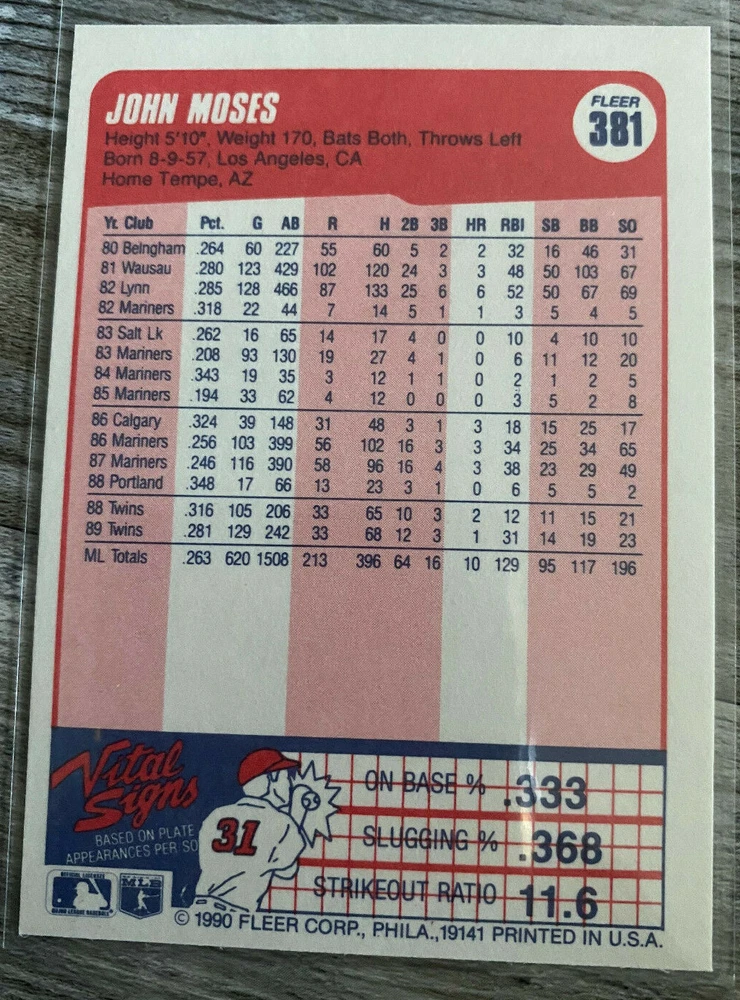 JOHN MOSES
FLEER
381
Height 5'10", Weight 170, Bats Both, Throws Left
Born 8-9-57, Los Angeles, CA
Home Tempe, AZ
Yr. Club Pct. G AB R H 2B 3B HR RBI SB BB SO
80 Belngham .264 60 227 55 60 5 2 2 32 16 46 31
81 Wausau .280 123 429 102 120 24 3 3 48 50 103 67
82 Lynn .285 128 466 87 133 25 6 6 52 50 67 69
82 Mariners .318 22 44 7 14 5 1 1 3 5 4 5
83 Salt Lk .262 16 65 14 17 4 0 0 10 4 10 10
83 Mariners .208 93 130 19 27 4 1 0 6 11 12 20
84 Mariners .343 19 35 3 12 1 1 0 2 1 2 5
85 Mariners .194 33 62 4 12 0 0 0 3 5 2 8
86 Calgary .324 39 148 31 48 3 1 3 18 15 25 17
86 Mariners .256 103 399 56 102 16 3 3 34 25 34 65
87 Mariners .246 116 390 58 96 16 4 3 38 23 29 49
88 Portland .348 17 66 13 23 3 1 0 6 5 5 2
88 Twins .316 105 206 33 65 10 3 2 12 11 15 21
89 Twins .281 129 242 33 68 12 3 1 31 14 19 23
ML Totals .263 620 1508 213 396 64 16 10 129 95 117 196
Vital
Signs
BASED ON PLATE
APPEARANCES PER SO
31
ON BASE % .333
SLUGGING % .368
STRIKEOUT RATIO 11.6
OFFICIAL LICENSEE
MAJOR LEAGUE BASEBALL
MLB
© 1990 FLEER CORP., PHILA.,19141 PRINTED IN U.S.A.